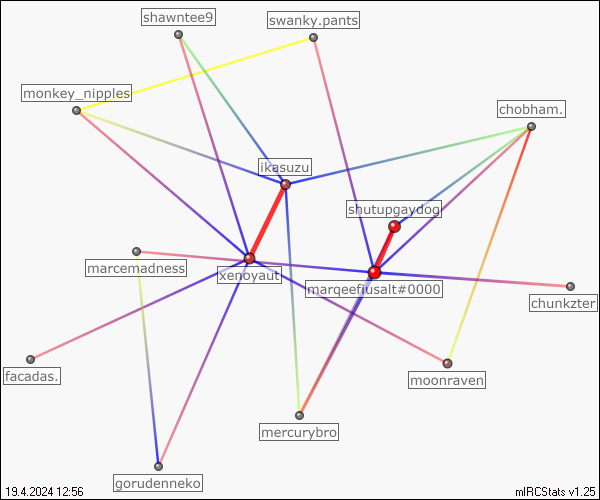 shawntee9
swanky.pants
monkey_nipples
chobham.
ikasuzu
shutupgaydog
marcemadness
xenoyaut
marqeefiusalt#0000
chunkzter
facadas.
moonraven
mercurybro
gorudenneko
19.4.2024 12:56
mIRCStats v1.25